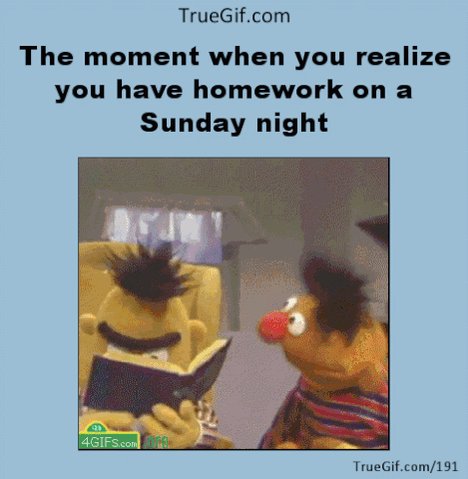 TrueGif.com
The moment when you realize
you have homework on a
Sunday night
4GIFs.com
TrueGif.com/191